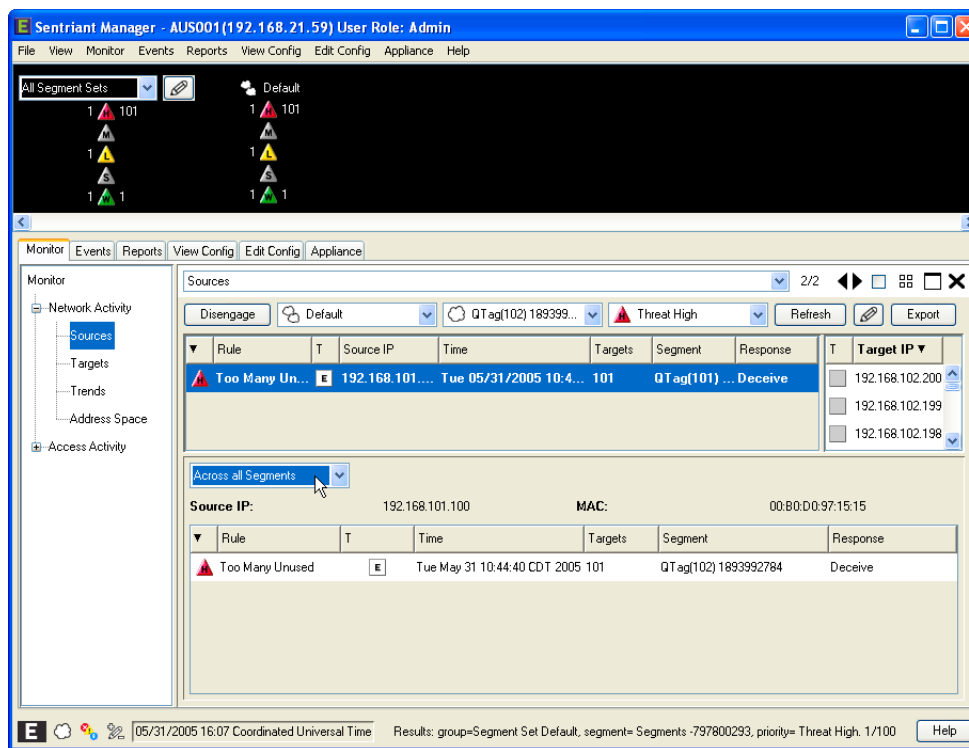 E Sentriant Manager - AUS001(192.168.21.59) User Role: Admin
File View Monitor Events Reports View Config Edit Config Appliance Help
All Segment Sets Default
1 H 101 1 H 101
M M
1 L 1 L
S S
1 W 1 1 W 1
Monitor Events Reports View Config Edit Config Appliance
Monitor
Network Activity
Sources
Targets
Trends
Address Space
Access Activity
Sources 2/2
Disengage Default QTag(102) 189399... Threat High Refresh Export
Rule T Source IP Time Targets Segment Response T Target IP
H Too Many Un... E 192.168.101.... Tue 05/31/2005 10:4... 101 QTag(101) ... Deceive 192.168.102.200
192.168.102.199
192.168.102.198
Across all Segments
Source IP: 192.168.101.100 MAC: 00:B0:D0:97:15:15
Rule T Time Targets Segment Response
H Too Many Unused E Tue May 31 10:44:40 CDT 2005 101 QTag(102) 1893992784 Deceive
E 05/31/2005 16:07 Coordinated Universal Time Results: group=Segment Set Default, segment= Segments -797800293, priority= Threat High. 1/100 Help